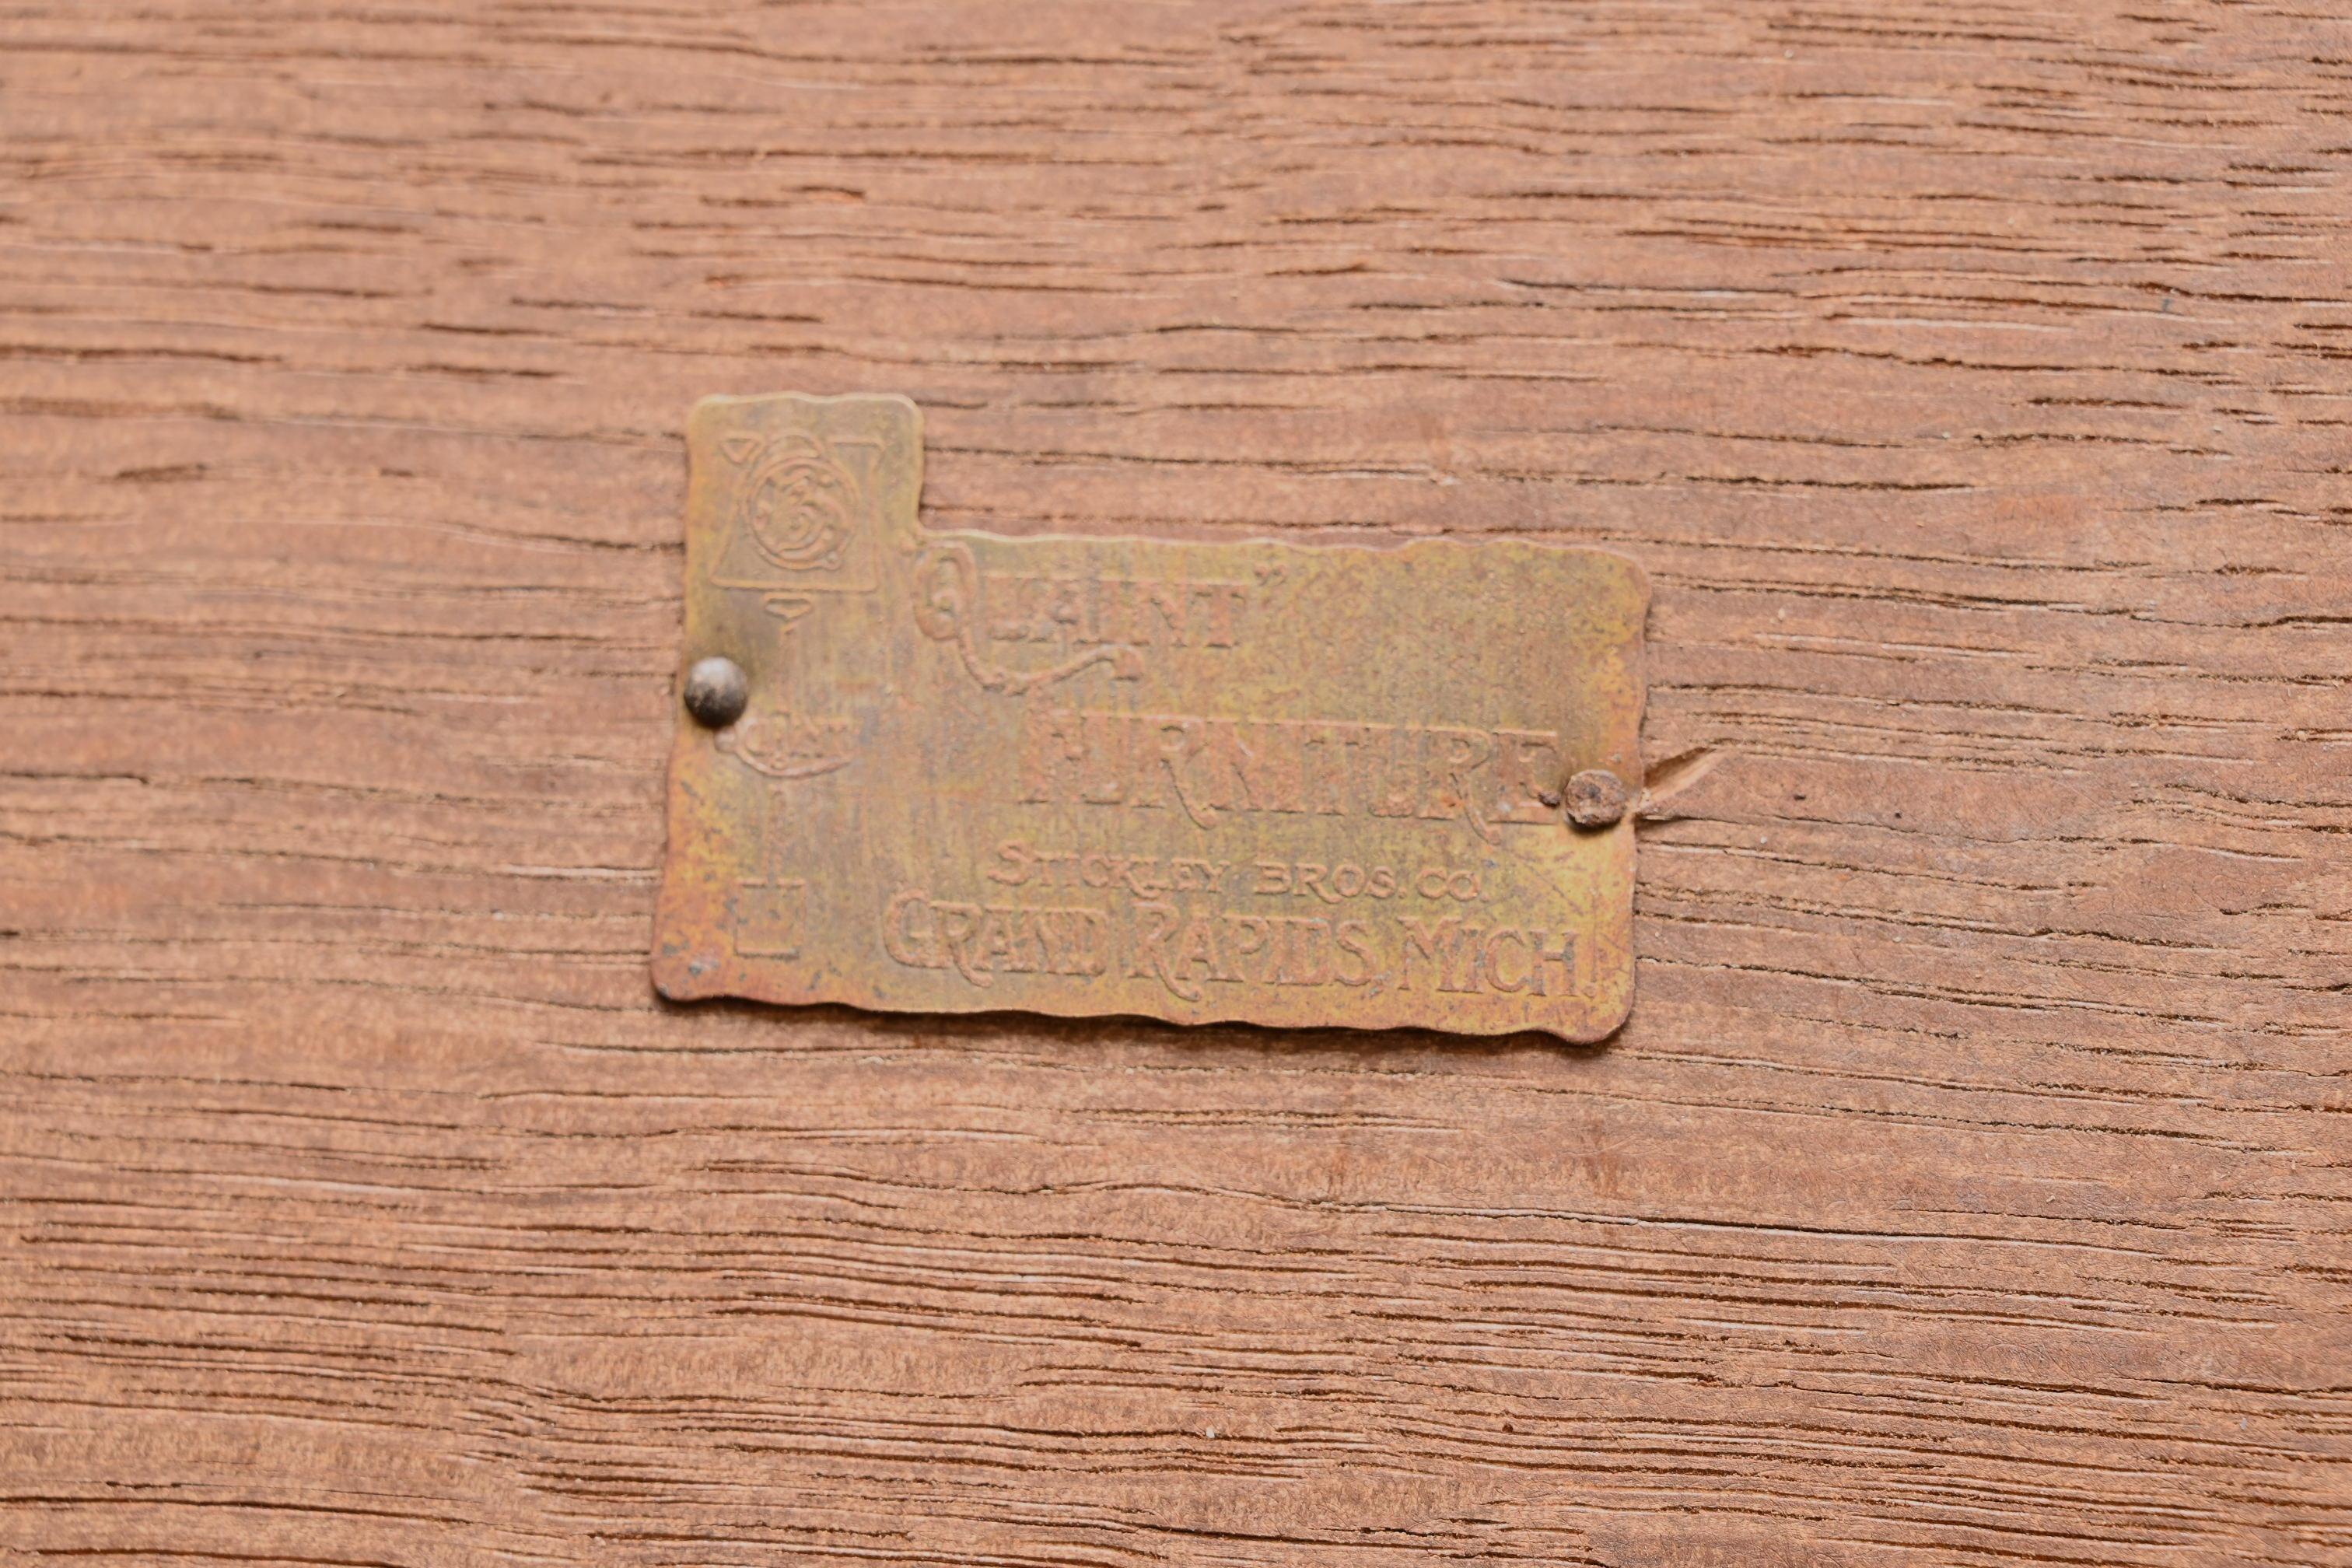 QUAINT"
FURNITURE
STICKLEY BROS. CO.
GRAND RAPIDS, MICH.